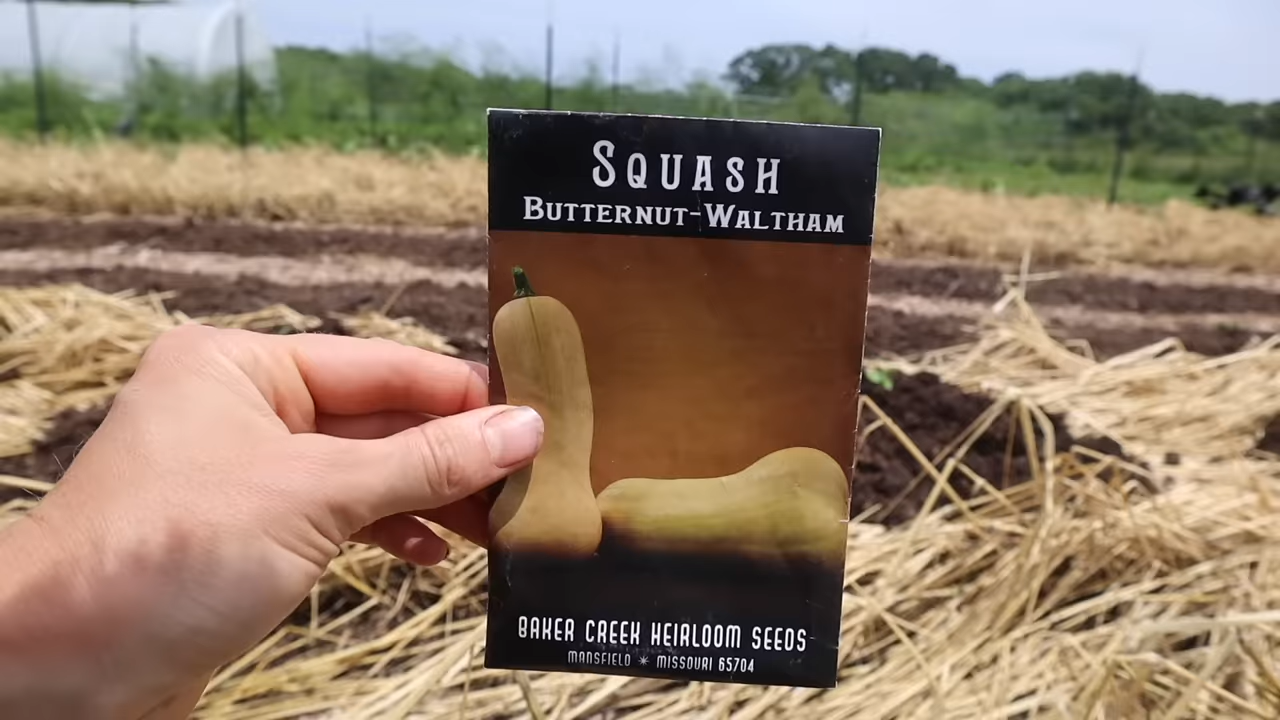 SQUASH
BUTTERNUT-WALTHAM
BAKER CREEK HEIRLOOM SEEDS
MANSFIELD ✴ MISSOURI 65704